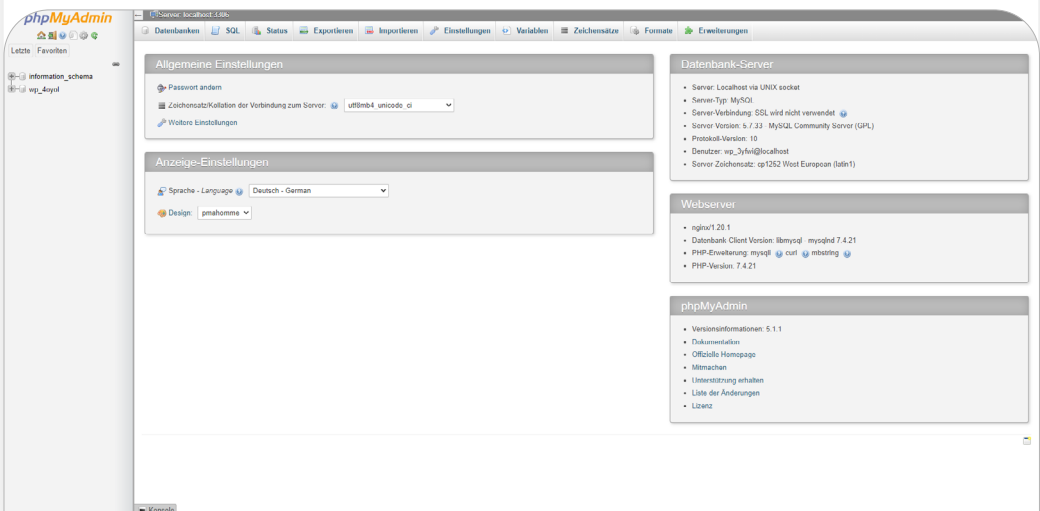 phpMyAdmin
Letzte Favoriten
information_schema
wp_4oyol
Server: localhost:3306
Datenbanken SQL Status Exportieren Importieren Einstellungen Variablen Zeichensätze Formate Erweiterungen
Allgemeine Einstellungen
Passwort ändern
Zeichensatz/Kollation der Verbindung zum Server: utf8mb4_unicode_ci
Weitere Einstellungen
Anzeige-Einstellungen
Sprache - Language Deutsch - German
Design: pmahomme
Datenbank-Server
Server: Localhost via UNIX socket
Server-Typ: MySQL
Server-Verbindung: SSL wird nicht verwendet
Server-Version: 5.7.33 - MySQL Community Server (GPL)
Protokoll-Version: 10
Benutzer: wp_3yfwi@localhost
Server Zeichensatz: cp1252 West European (latin1)
Webserver
nginx/1.20.1
Datenbank-Client Version: libmysql - mysqlnd 7.4.21
PHP-Erweiterung: mysqli curl mbstring
PHP-Version: 7.4.21
phpMyAdmin
Versionsinformationen: 5.1.1
Dokumentation
Offizielle Homepage
Mitmachen
Unterstützung erhalten
Liste der Änderungen
Lizenz
Konsole